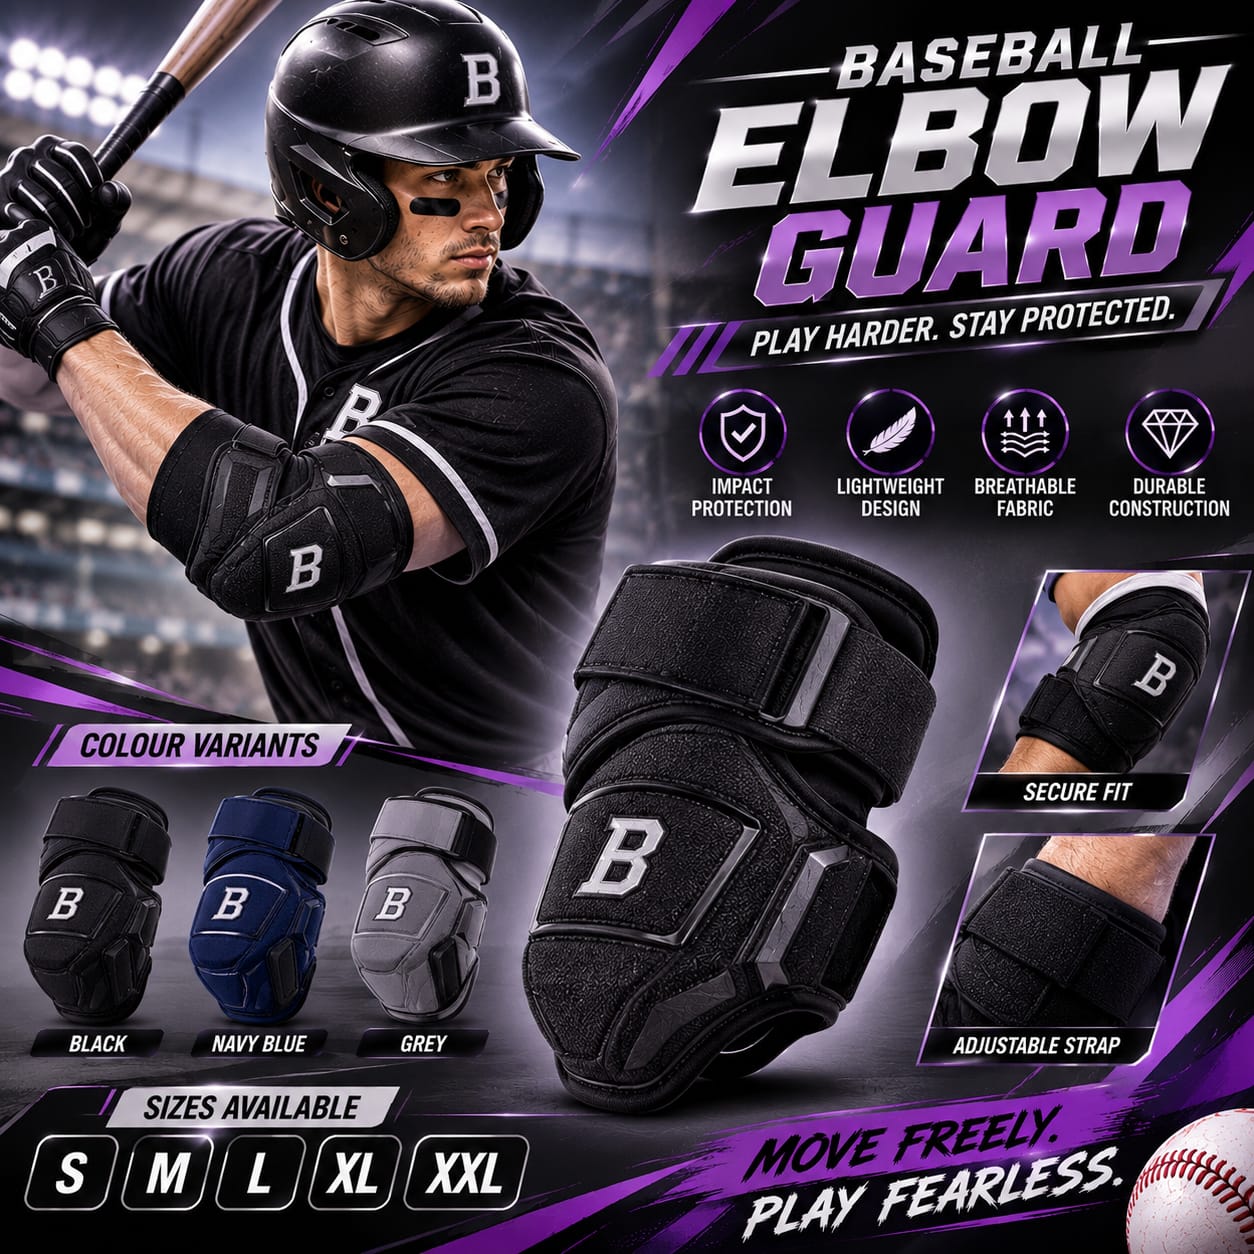 B
B
B
B
BASEBALL
ELBOW
GUARD
PLAY HARDER. STAY PROTECTED.
IMPACT
PROTECTION
LIGHTWEIGHT
DESIGN
BREATHABLE
FABRIC
DURABLE
CONSTRUCTION
B
B
SECURE FIT
ADJUSTABLE STRAP
COLOUR VARIANTS
B
B
B
BLACK
NAVY BLUE
GREY
SIZES AVAILABLE
S
M
L
XL
XXL
MOVE FREELY.
PLAY FEARLESS.